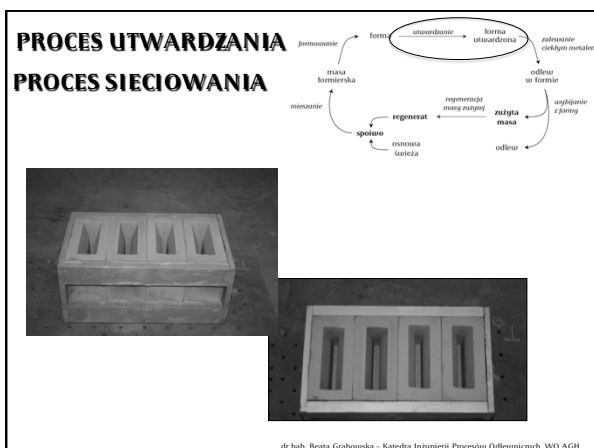 PROCES UTWARDZANIA
PROCES SIECIOWANIA
formowanie
forma
utwardzanie
forma
utwardzona
zalewanie
ciekłym metalem
masa
formierska
odlew
w formie
mieszanie
regeneracja
masy zużytej
wybijanie
z formy
regenerat
zużyta
masa
spoiwo
osnowa
świeża
odlew
dr hab. Beata Grabowska – Katedra Inżynierii Procesów Odlewniczych, WO AGH